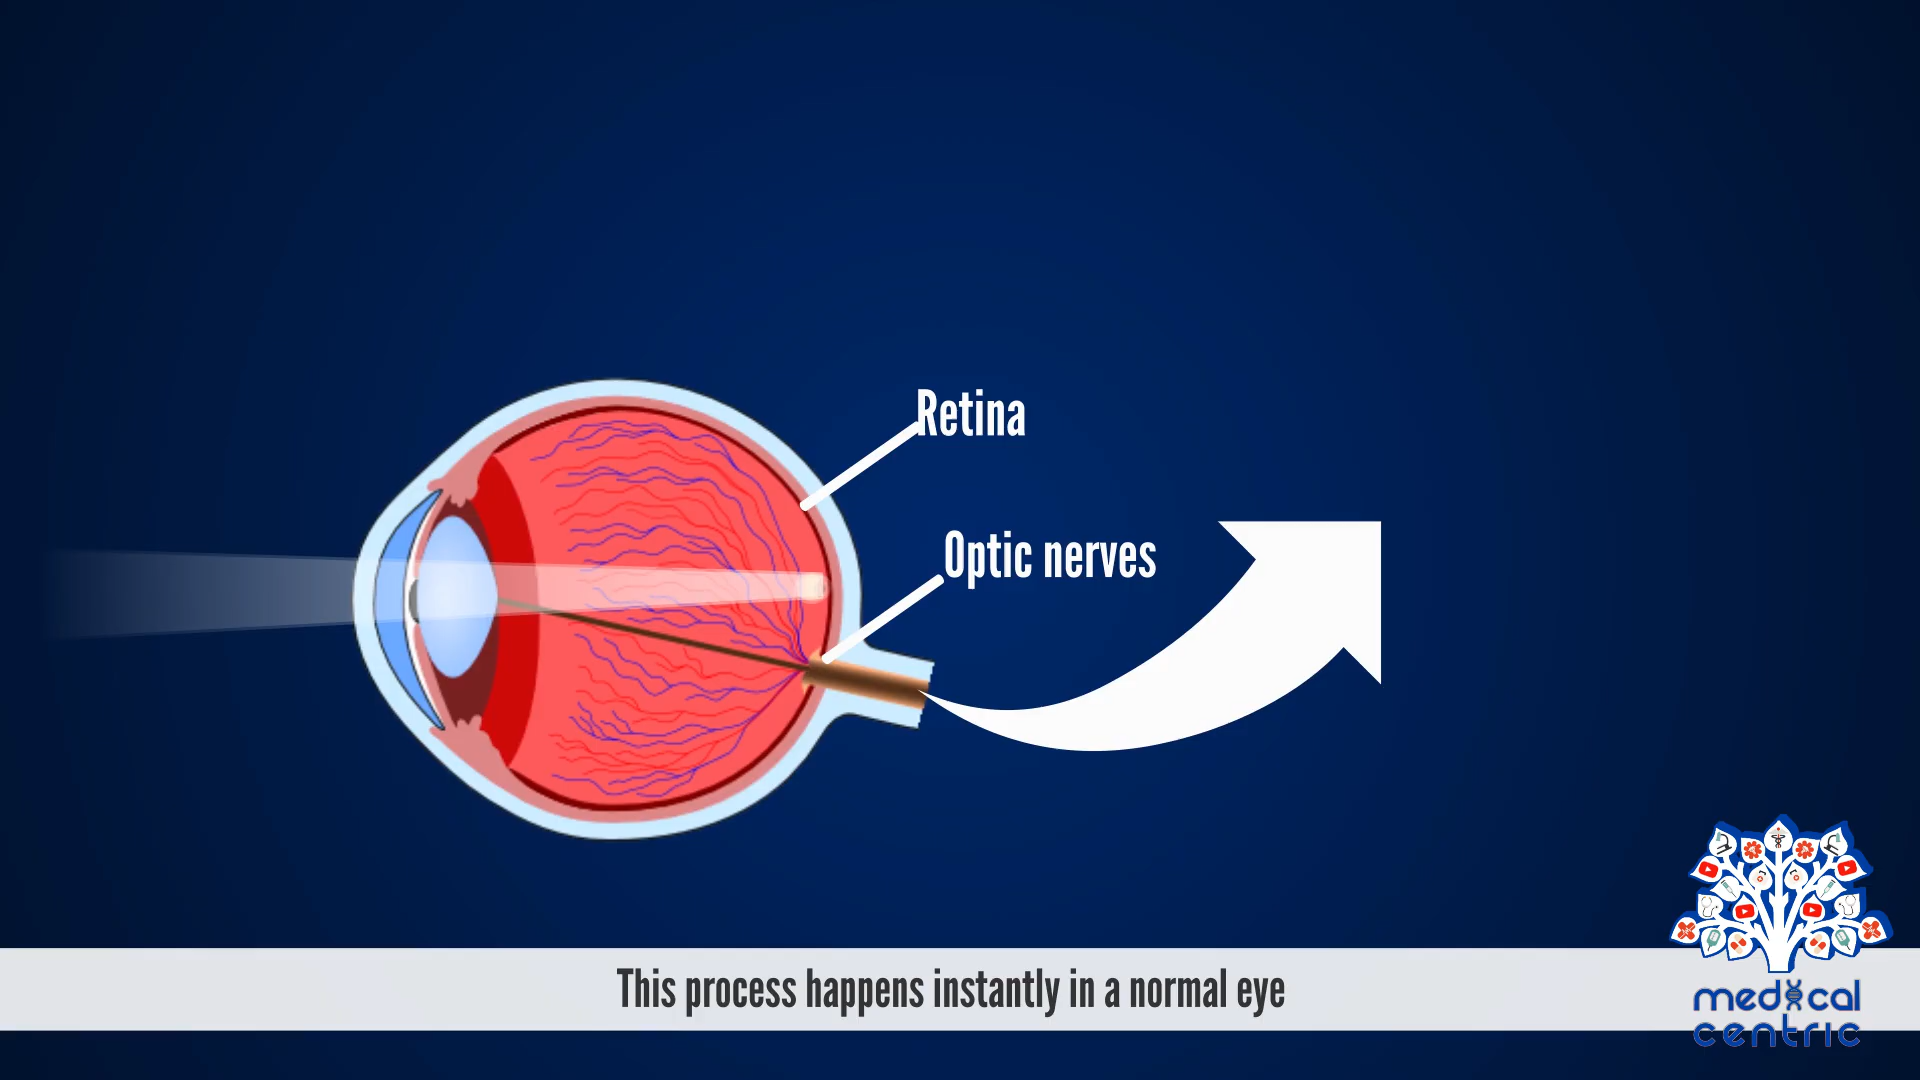 Retina
Optic nerves
This process happens instantly in a normal eye
medical
centric